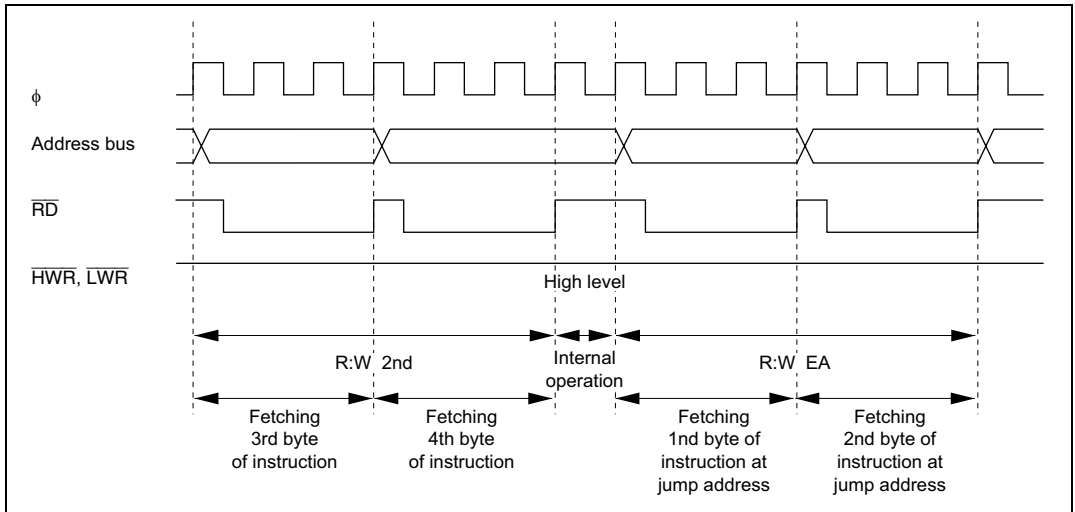 φ
Address bus
RD
HWR, LWR
High level
R:W 2nd
Internal
operation
R:W EA
Fetching
3rd byte
of instruction
Fetching
4th byte
of instruction
Fetching
1nd byte of
instruction at
jump address
Fetching
2nd byte of
instruction at
jump address